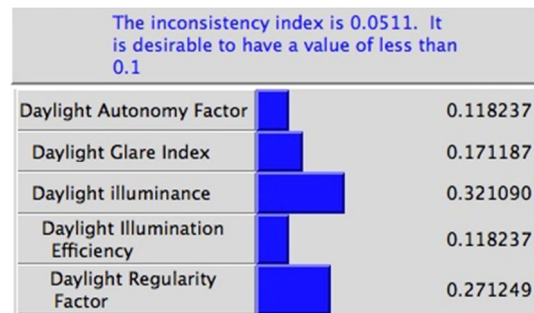 The inconsistency index is 0.0511. It
is desirable to have a value of less than
0.1
Daylight Autonomy Factor 0.118237
Daylight Glare Index 0.171187
Daylight illuminance 0.321090
Daylight Illumination
Efficiency 0.118237
Daylight Regularity
Factor 0.271249